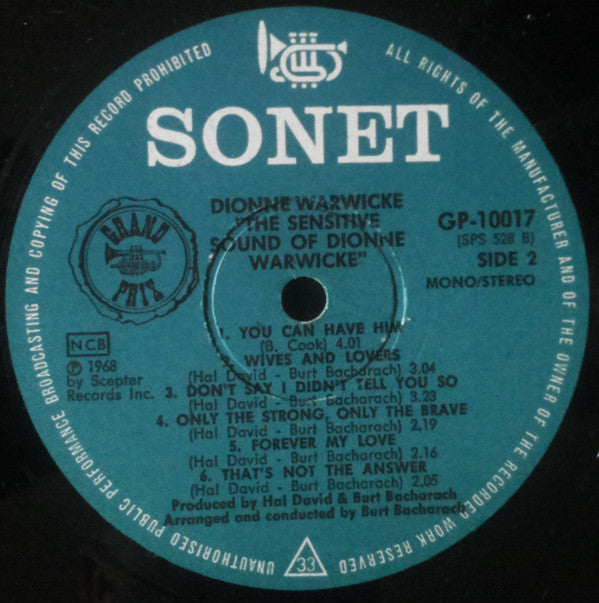 UNAUTHORISED PUBLIC PERFORMANCE BROADCASTING AND COPYING OF THIS RECORD PROHIBITED
ALL RIGHTS OF THE MANUFACTURER AND OF THE OWNER OF THE RECORDED WORK RESERVED
SONET
DIONNE WARWICKE
"THE SENSITIVE
SOUND OF DIONNE
WARWICKE"
GP-10017
(SPS 528 B)
SIDE 2
MONO/STEREO
GRAND
PRIX
NCB
℗ 1968
by Scepter
Records Inc.
1. YOU CAN HAVE HIM
(B. Cook) 4.01
WIVES AND LOVERS
(Hal David - Burt Bacharach) 3.04
3. DON'T SAY I DIDN'T TELL YOU SO
(Hal David - Burt Bacharach) 3.23
4. ONLY THE STRONG, ONLY THE BRAVE
(Hal David - Burt Bacharach) 2.19
5. FOREVER MY LOVE
(Hal David - Burt Bacharach) 2.16
6. THAT'S NOT THE ANSWER
(Hal David - Burt Bacharach) 2.05
Produced by Hal David & Burt Bacharach
Arranged and conducted by Burt Bacharach
33